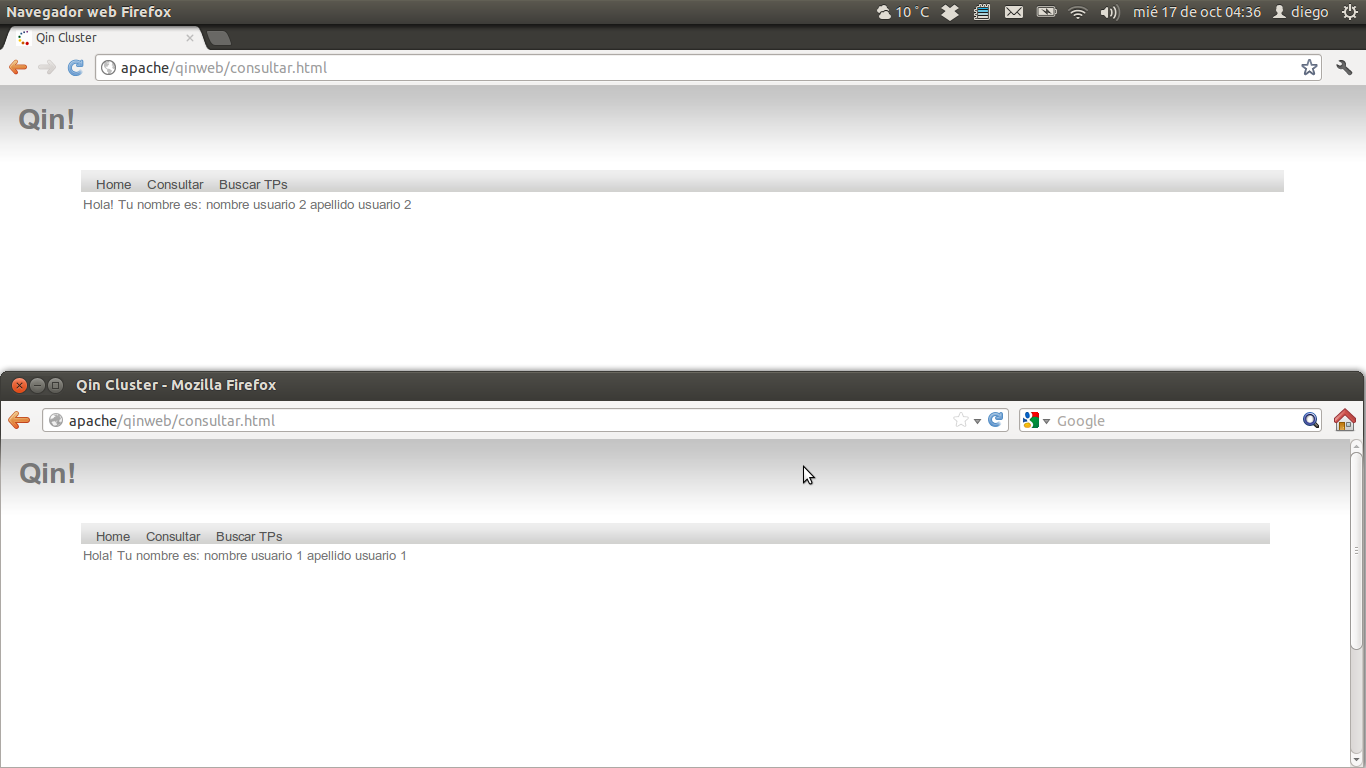 Navegador web Firefox 10 °C mié 17 de oct 04:36 diego
Qin Cluster
apache/qinweb/consultar.html
Qin!
Home Consultar Buscar TPs
Hola! Tu nombre es: nombre usuario 2 apellido usuario 2
Qin Cluster - Mozilla Firefox
apache/qinweb/consultar.html Google
Qin!
Home Consultar Buscar TPs
Hola! Tu nombre es: nombre usuario 1 apellido usuario 1